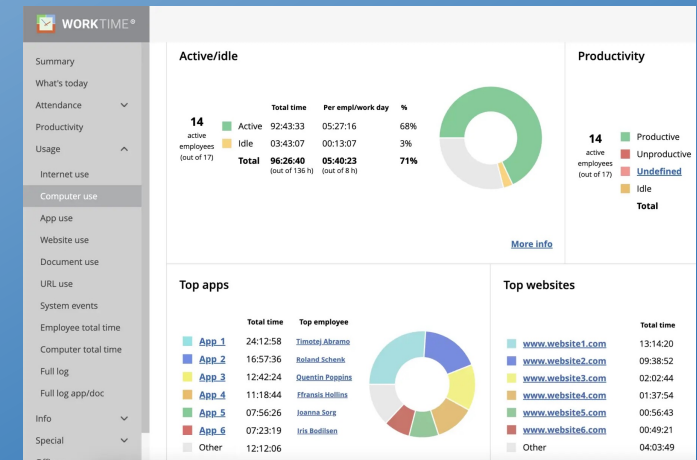 WORKTIME®
Summary
What's today
Attendance
Productivity
Usage
Internet use
Computer use
App use
Website use
Document use
URL use
System events
Employee total time
Computer total time
Full log
Full log app/doc
Info
Special
Active/idle
Total time Per empl/work day %
14 active employees (out of 17)
Active 92:43:33 05:27:16 68%
Idle 03:43:07 00:13:07 3%
Total 96:26:40 05:40:23 71%
(out of 136 h) (out of 8 h)
More info
Productivity
14 active employees (out of 17)
Productive
Unproductive
Undefined
Idle
Total
Top apps
Total time Top employee
App 1 24:12:58 Timotej Abramo
App 2 16:57:36 Roland Schenk
App 3 12:42:24 Quentin Poppins
App 4 11:18:44 Ffransis Hollins
App 5 07:56:26 Joanna Sorg
App 6 07:23:19 Iris Bodilsen
Other 12:12:06
Top websites
Total time
www.website1.com 13:14:20
www.website2.com 09:38:52
www.website3.com 02:02:44
www.website4.com 01:37:54
www.website5.com 00:56:43
www.website6.com 00:49:21
Other 04:03:49